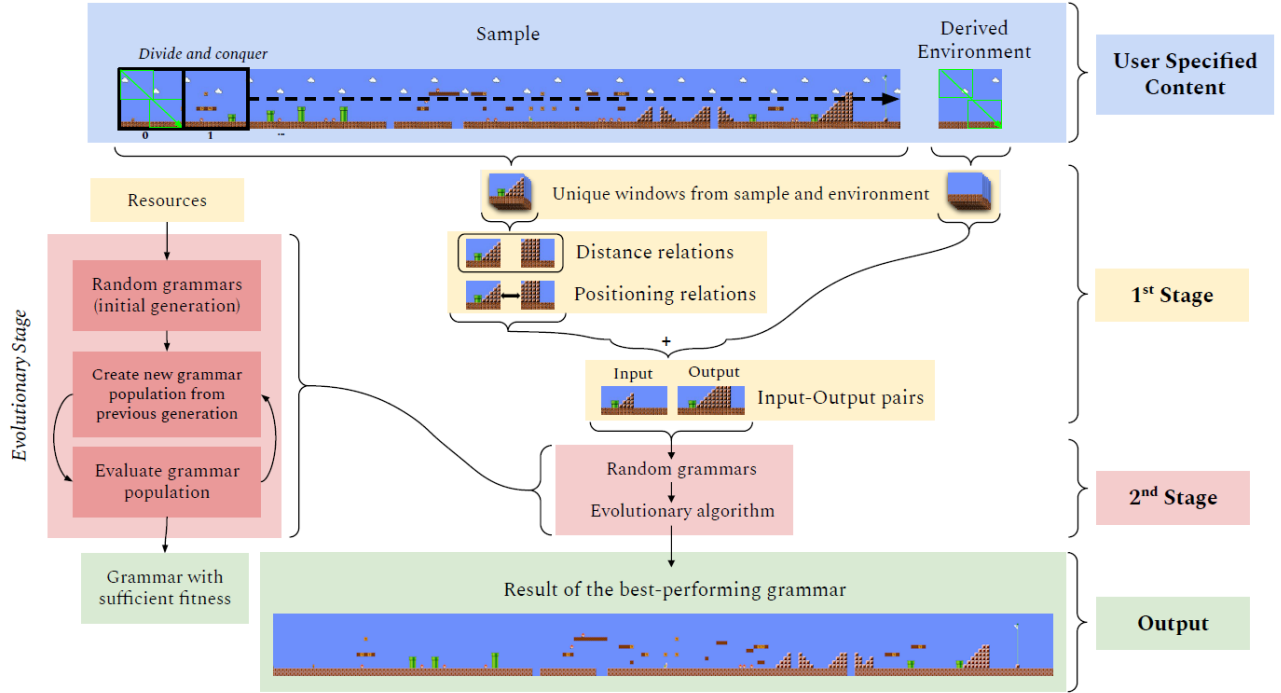 Sample
Derived
Environment
Divide and conquer
0
1
...
User Specified
Content
Unique windows from sample and environment
Resources
Distance relations
Positioning relations
1st Stage
Evolutionary Stage
Random grammars
(initial generation)
+
Input
Output
Input-Output pairs
Create new grammar
population from
previous generation
Evaluate grammar
population
Random grammars
Evolutionary algorithm
2nd Stage
Grammar with
sufficient fitness
Result of the best-performing grammar
Output